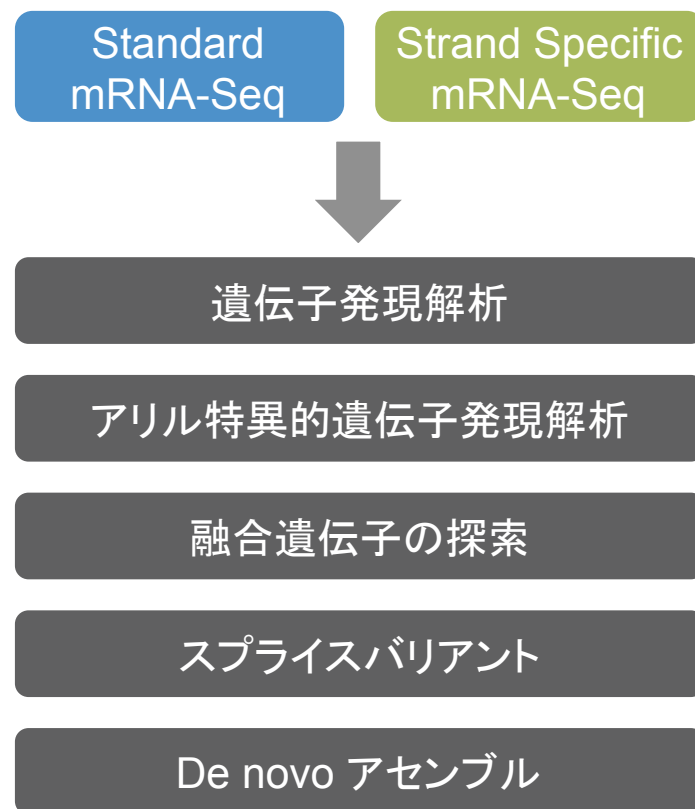 Standard
mRNA-Seq
Strand Specific
mRNA-Seq
遺伝子発現解析
アリル特異的遺伝子発現解析
融合遺伝子の探索
スプライスバリアント
De novo アセンブル